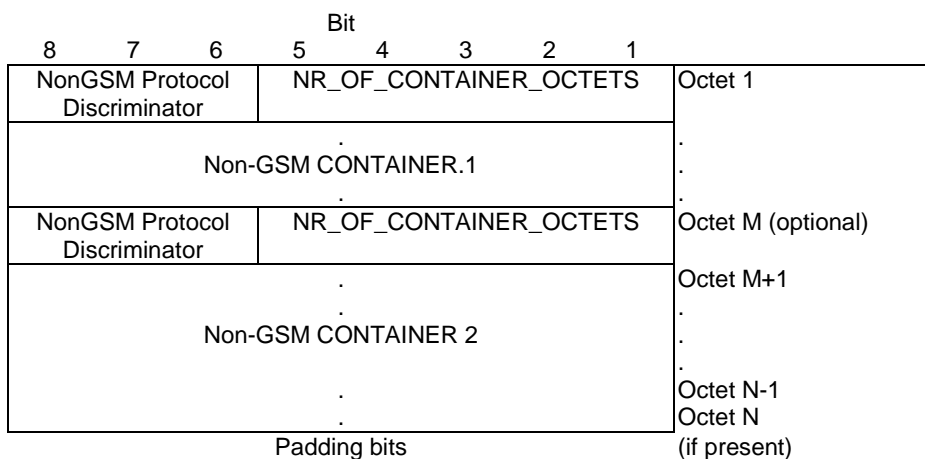 Bit
8 7 6 5 4 3 2 1
NonGSM Protocol NR_OF_CONTAINER_OCTETS Octet 1
Discriminator
. .
Non-GSM CONTAINER.1 .
. .
NonGSM Protocol NR_OF_CONTAINER_OCTETS Octet M (optional)
Discriminator
. Octet M+1
. .
Non-GSM CONTAINER 2 .
.
. Octet N-1
. Octet N
Padding bits (if present)